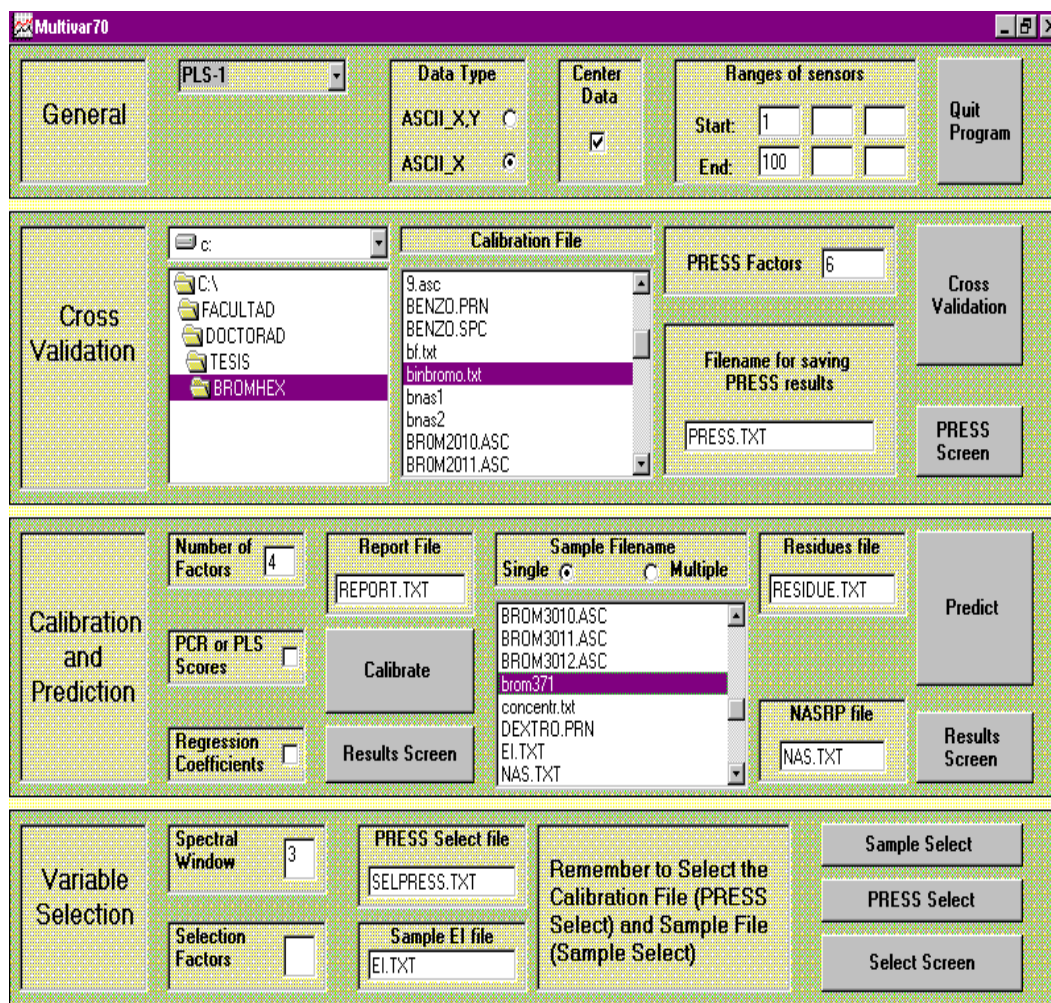 Multivar70
General
PLS-1
Data Type
ASCII_X,Y
ASCII_X
Center
Data
Ranges of sensors
Start: 1
End: 100
Quit
Program
Cross
Validation
c:
C:\
FACULTAD
DOCTORAD
TESIS
BROMHEX
Calibration File
9.asc
BENZO.PRN
BENZO.SPC
bf.txt
binbromo.txt
bnas1
bnas2
BROM2010.ASC
BROM2011.ASC
PRESS Factors 6
Filename for saving
PRESS results
PRESS.TXT
Cross
Validation
PRESS
Screen
Calibration
and
Prediction
Number of
Factors 4
PCR or PLS
Scores
Regression
Coefficients
Report File
REPORT.TXT
Calibrate
Results Screen
Sample Filename
Single Multiple
BROM3010.ASC
BROM3011.ASC
BROM3012.ASC
brom371
concentr.txt
DEXTRO.PRN
EI.TXT
NAS.TXT
Residues file
RESIDUE.TXT
NASRP file
NAS.TXT
Predict
Results
Screen
Variable
Selection
Spectral
Window 3
Selection
Factors
PRESS Select file
SELPRESS.TXT
Sample EI file
EI.TXT
Remember to Select the
Calibration File (PRESS
Select) and Sample File
(Sample Select)
Sample Select
PRESS Select
Select Screen